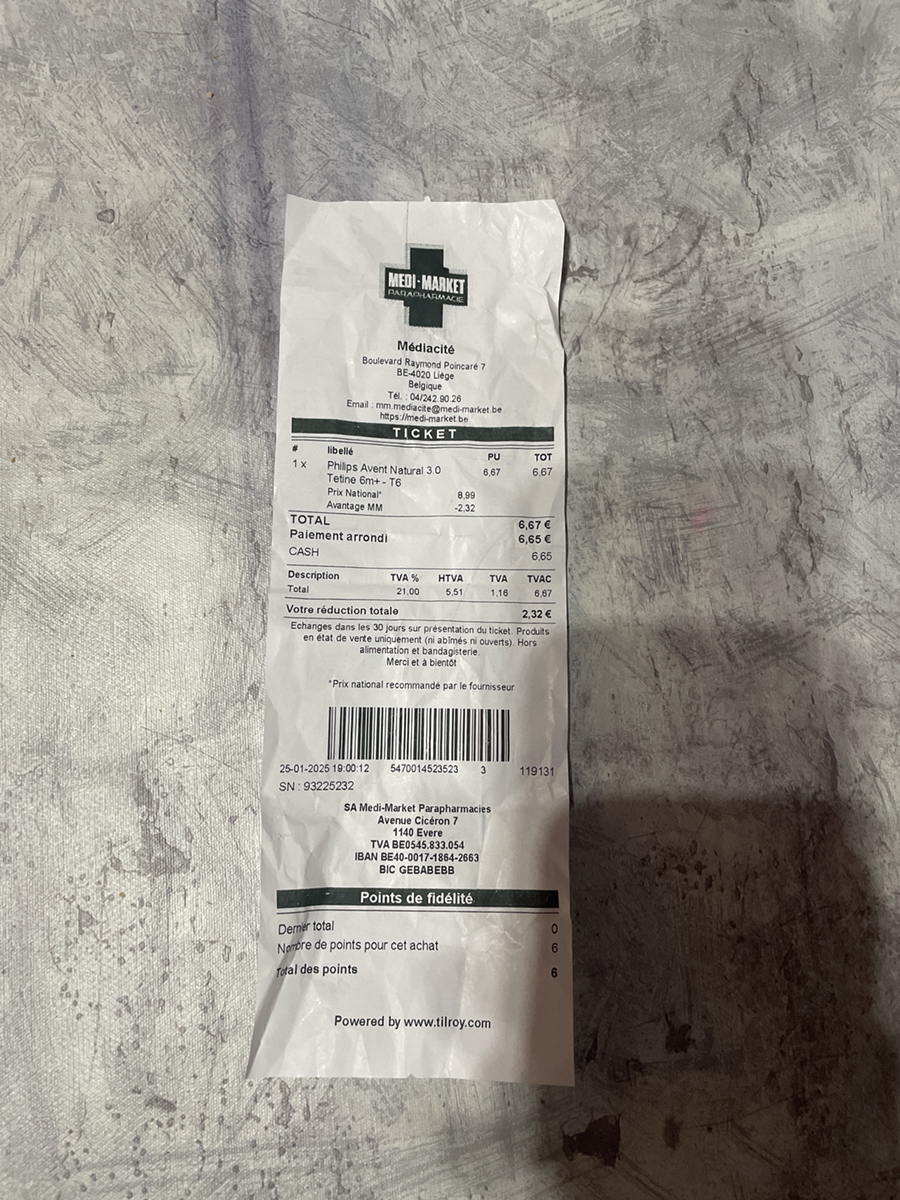 MEDI-MARKET
PARAPHARMACIE
Médiacité
Boulevard Raymond Poincaré 7
BE-4020 Liège
Belgique
Tél. : 04/242.90.26
Email : mm.mediacite@medi-market.be
https://medi-market.be
TICKET
# libellé PU TOT
1 x Philips Avent Natural 3.0 6,67 6,67
Tetine 6m+ - T6
Prix National* 8,99
Avantage MM -2,32
TOTAL 6,67 €
Paiement arrondi 6,65 €
CASH 6,65
Description TVA % HTVA TVA TVAC
Total 21,00 5,51 1,16 6,67
Votre réduction totale 2,32 €
Echanges dans les 30 jours sur présentation du ticket. Produits
en état de vente uniquement (ni abîmés ni ouverts). Hors
alimentation et bandagisterie.
Merci et à bientôt
*Prix national recommandé par le fournisseur
25-01-2025 19:00:12 5470014523523 3 119131
SN : 93225232
SA Medi-Market Parapharmacies
Avenue Cicéron 7
1140 Evere
TVA BE0545.833.054
IBAN BE40-0017-1864-2663
BIC GEBABEBB
Points de fidélité
Dernier total 0
Nombre de points pour cet achat 6
Total des points 6
Powered by www.tilroy.com